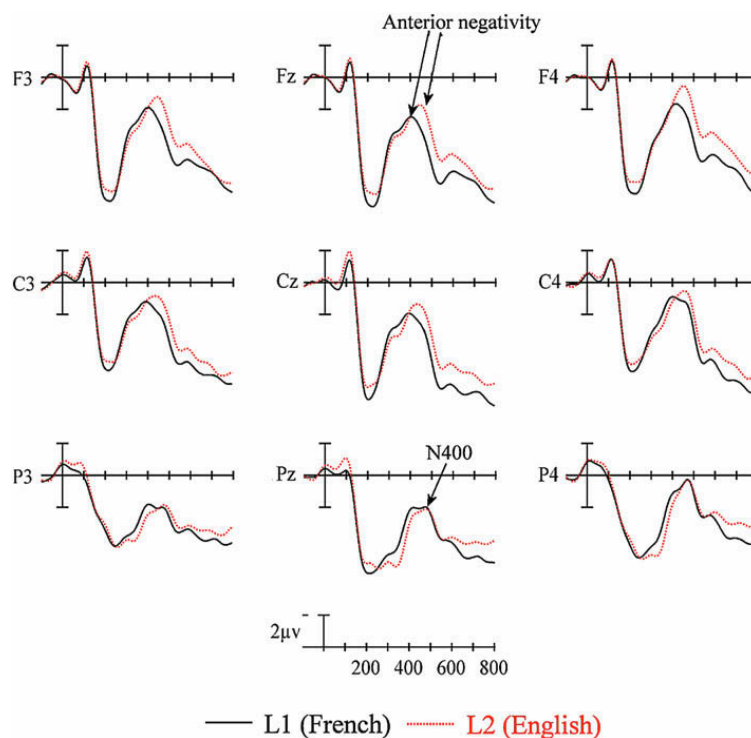 Anterior negativity
F3
Fz
F4
C3
Cz
C4
N400
P3
Pz
P4
2μv
200 400 600 800
L1 (French) L2 (English)